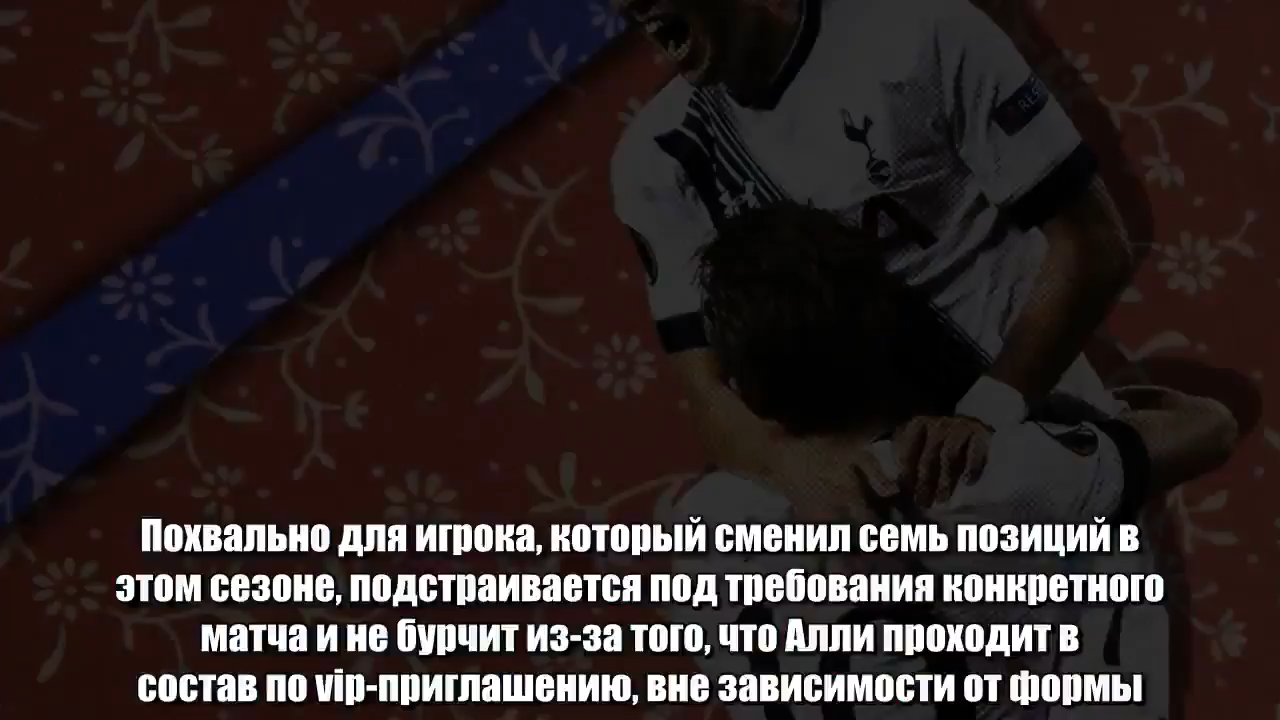 RES
Похвально для игрока, который сменил семь позиций в
этом сезоне, подстраивается под требования конкретного
матча и не бурчит из-за того, что Алли проходит в
состав по vip-приглашению, вне зависимости от формы